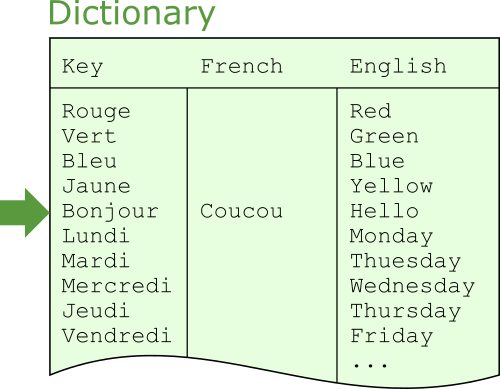 Dictionary
Key French English
Rouge Red
Vert Green
Bleu Blue
Jaune Yellow
Bonjour Coucou Hello
Lundi Monday
Mardi Thuesday
Mercredi Wednesday
Jeudi Thursday
Vendredi Friday
...